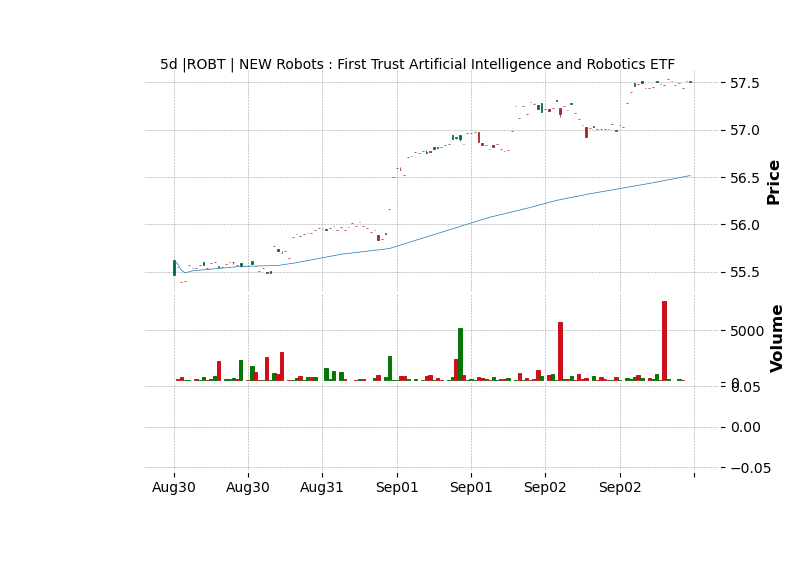 5d |ROBT | NEW Robots : First Trust Artificial Intelligence and Robotics ETF
57.5
57.0
56.5
56.0
55.5
Price
5000
0
Volume
0.05
0.00
−0.05
Aug30 Aug30 Aug31 Sep01 Sep01 Sep02 Sep02